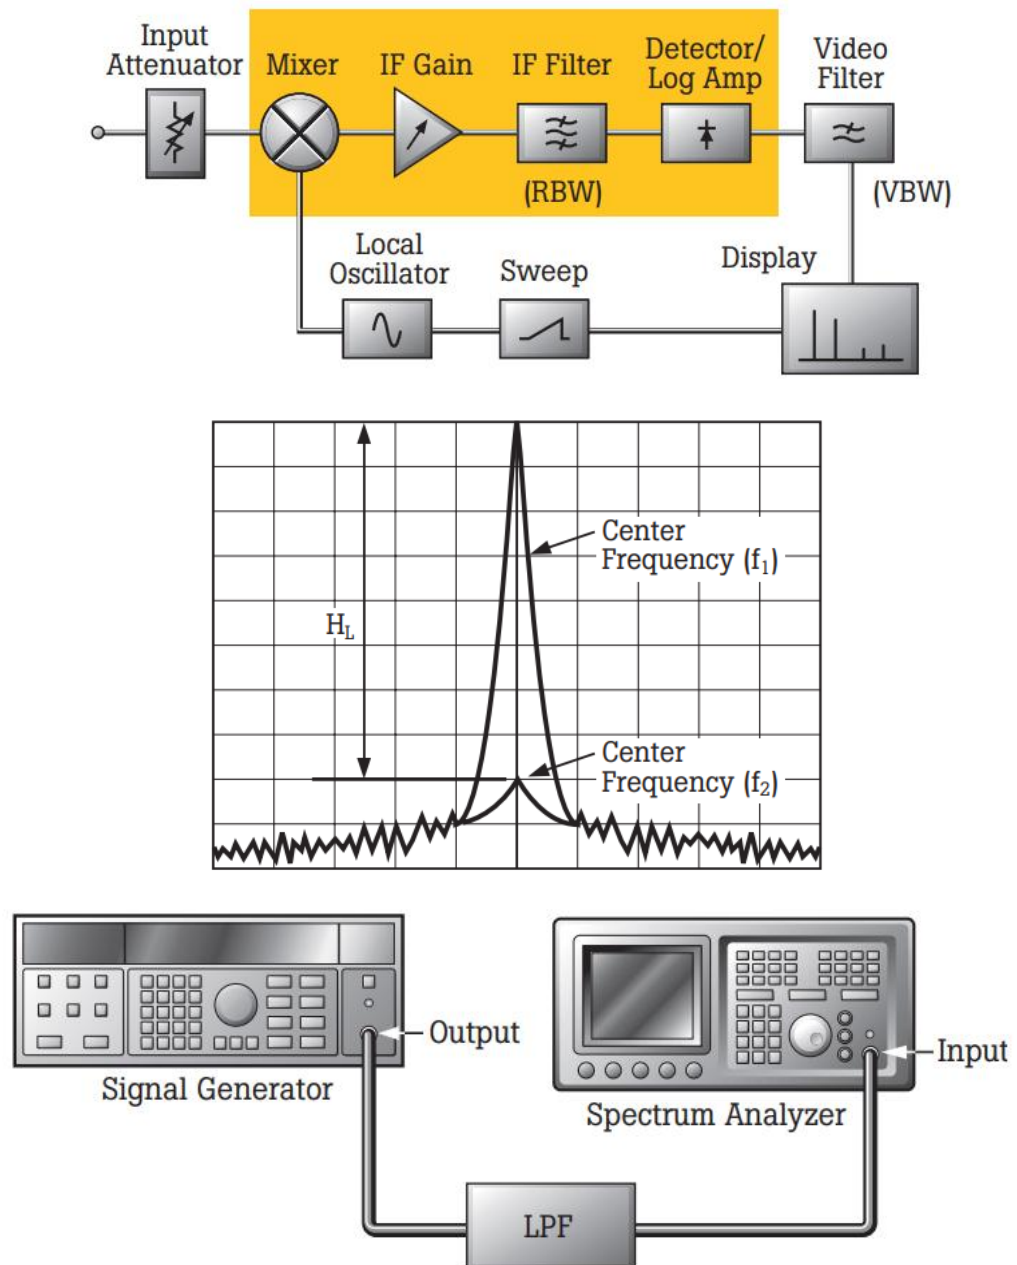 Input
Attenuator
Mixer
IF Gain
IF Filter
Detector/
Log Amp
Video
Filter
(RBW)
(VBW)
Local
Oscillator
Sweep
Display
Center
Frequency (f₁)
H_L
Center
Frequency (f₂)
Output
Signal Generator
Input
Spectrum Analyzer
LPF